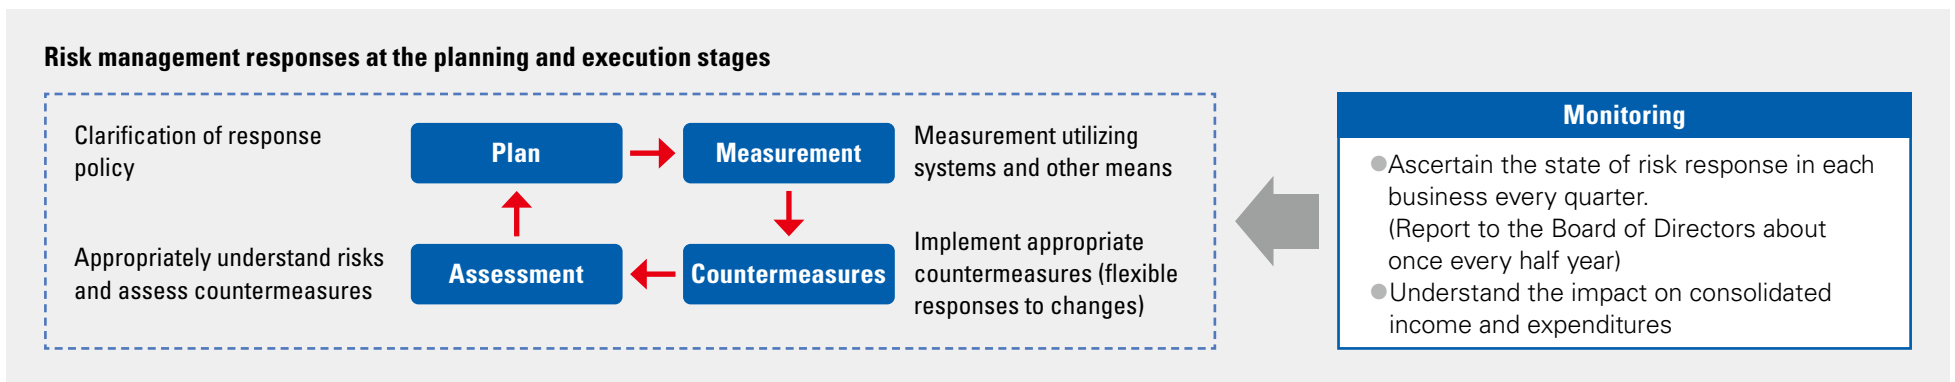 Risk management responses at the planning and execution stages
Clarification of response
policy
Plan
Measurement
Measurement utilizing
systems and other means
Appropriately understand risks
and assess countermeasures
Assessment
Countermeasures
Implement appropriate
countermeasures (flexible
responses to changes)
Monitoring
●Ascertain the state of risk response in each
business every quarter.
(Report to the Board of Directors about
once every half year)
●Understand the impact on consolidated
income and expenditures